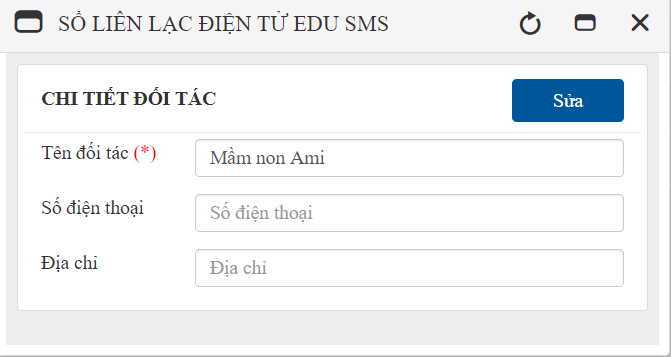 SỔ LIÊN LẠC ĐIỆN TỬ EDU SMS
CHI TIẾT ĐỐI TÁC
Sửa
Tên đối tác (*)
Mầm non Ami
Số điện thoại
Số điện thoại
Địa chỉ
Địa chỉ